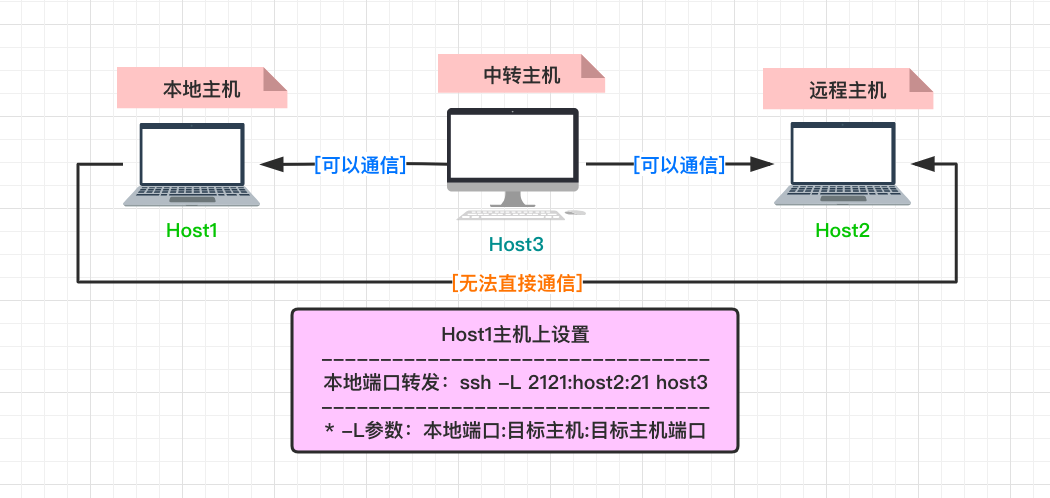 本地主机
中转主机
远程主机
[可以通信]
[可以通信]
Host1
Host3
Host2
[无法直接通信]
Host1主机上设置
---------------------------------
本地端口转发：ssh -L 2121:host2:21 host3
---------------------------------
* -L参数：本地端口:目标主机:目标主机端口